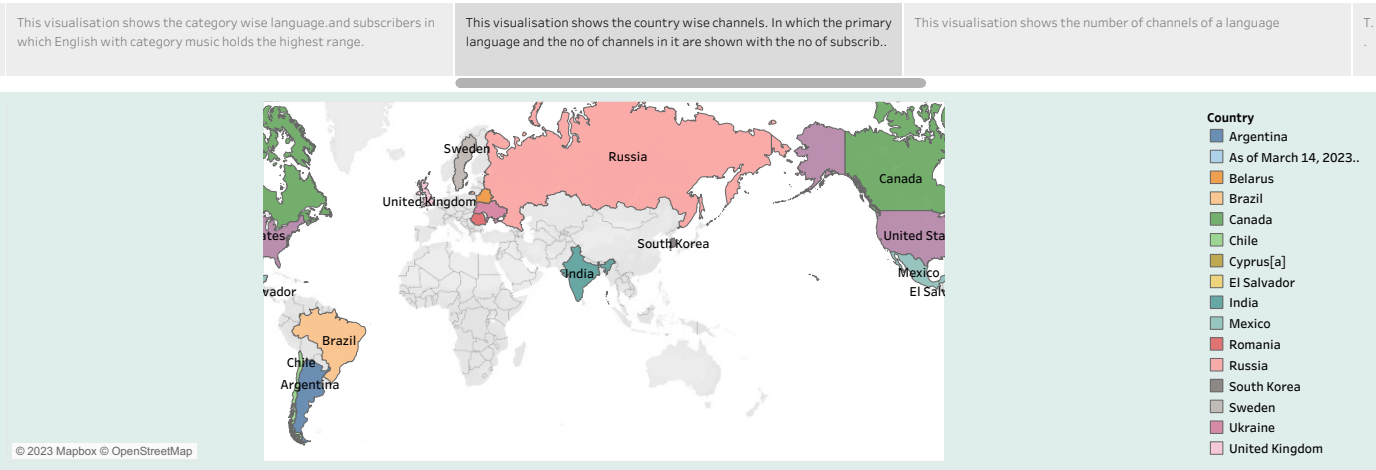 This visualisation shows the category wise language.and subscribers in
which English with category music holds the highest range.
This visualisation shows the country wise channels. In which the primary
language and the no of channels in it are shown with the no of subscrib..
This visualisation shows the number of channels of a language
T.
.
Sweden
Russia
Canada
United Kingdom
ates
United Sta
South Korea
India
Mexico
vador
El Salv
Brazil
Chile
Argentina
© 2023 Mapbox © OpenStreetMap
Country
Argentina
As of March 14, 2023..
Belarus
Brazil
Canada
Chile
Cyprus[a]
El Salvador
India
Mexico
Romania
Russia
South Korea
Sweden
Ukraine
United Kingdom